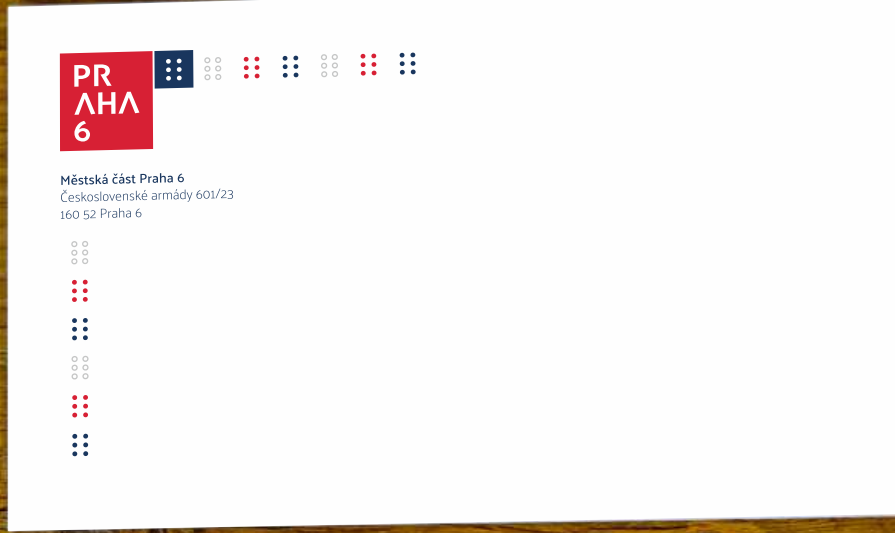 PR
AHA
6
Městská část Praha 6
Československé armády 601/23
160 52 Praha 6